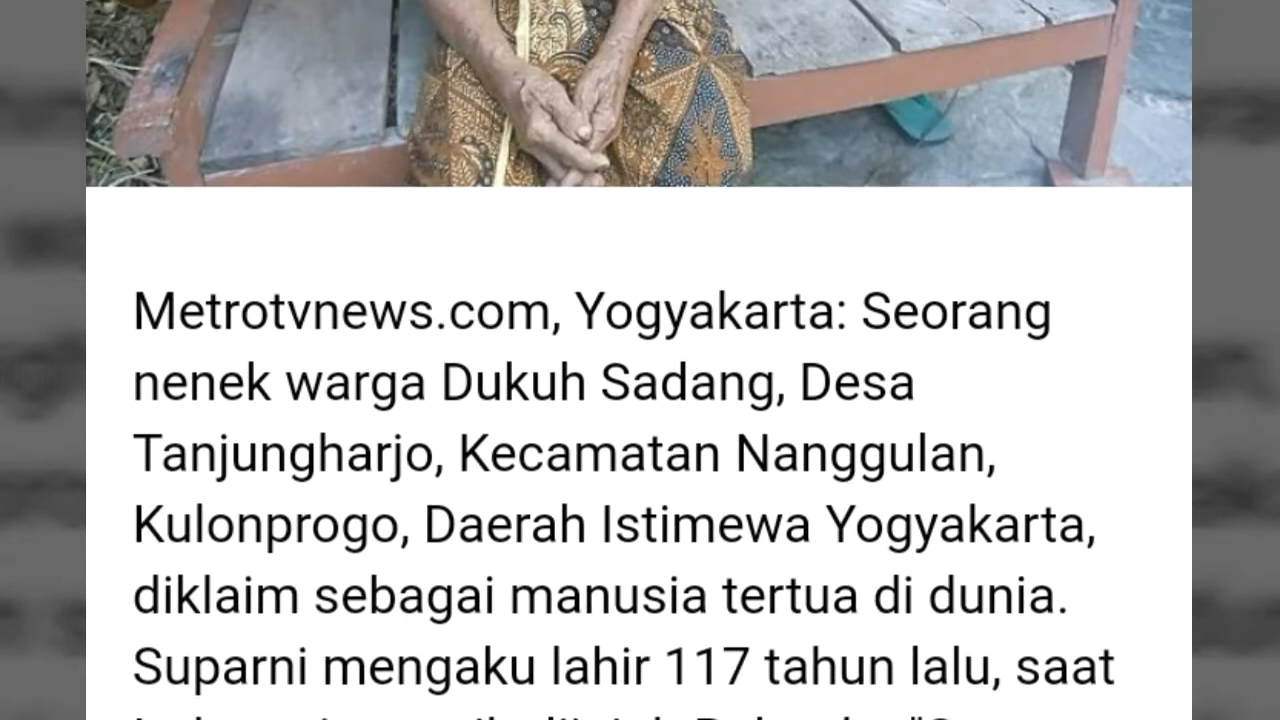 Metrotvnews.com, Yogyakarta: Seorang
nenek warga Dukuh Sadang, Desa
Tanjungharjo, Kecamatan Nanggulan,
Kulonprogo, Daerah Istimewa Yogyakarta,
diklaim sebagai manusia tertua di dunia.
Suparni mengaku lahir 117 tahun lalu, saat